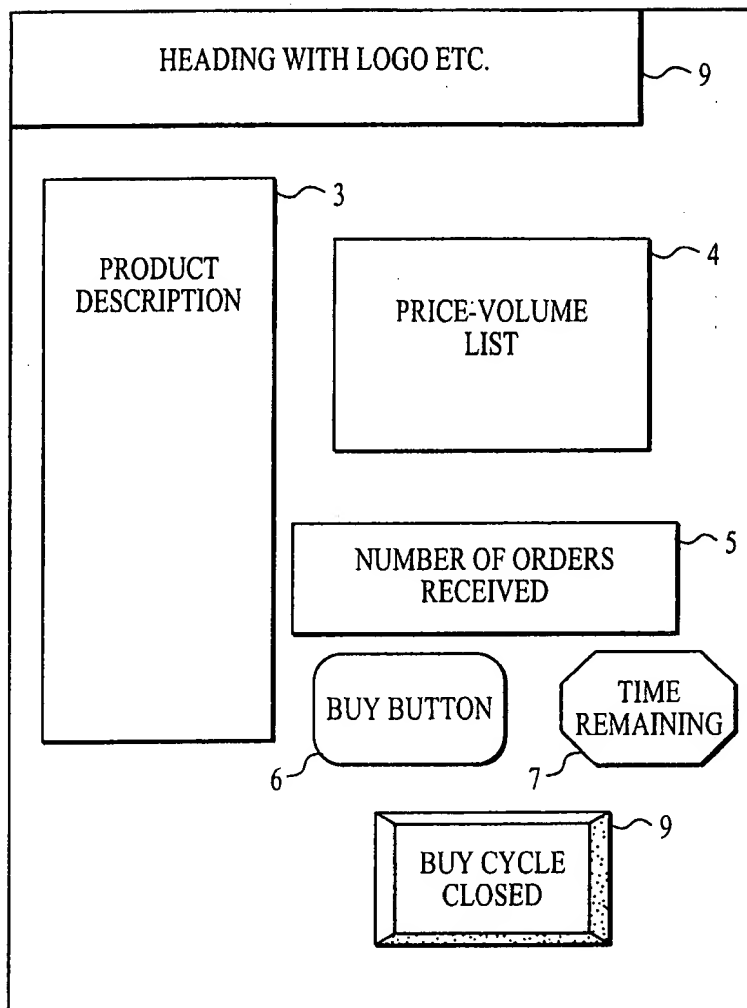 HEADING WITH LOGO ETC.
9
3
PRODUCT
DESCRIPTION
4
PRICE-VOLUME
LIST
5
NUMBER OF ORDERS
RECEIVED
BUY BUTTON
6
TIME
REMAINING
7
9
BUY CYCLE
CLOSED